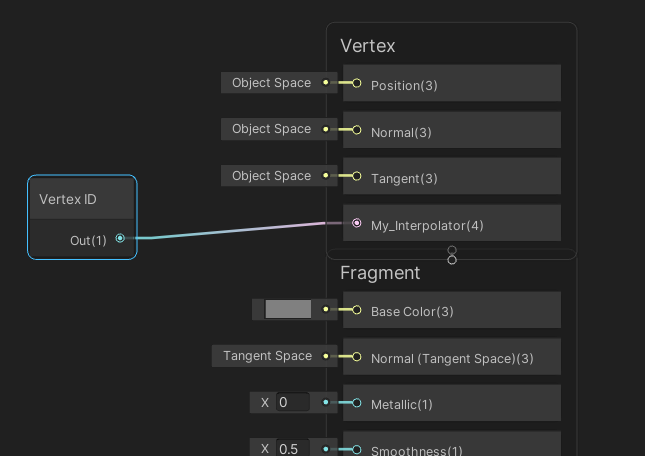 Vertex
Object Space
Position(3)
Object Space
Normal(3)
Object Space
Tangent(3)
Vertex ID
Out(1)
My_Interpolator(4)
Fragment
Base Color(3)
Tangent Space
Normal (Tangent Space)(3)
X 0
Metallic(1)
X 0.5
Smoothness(1)